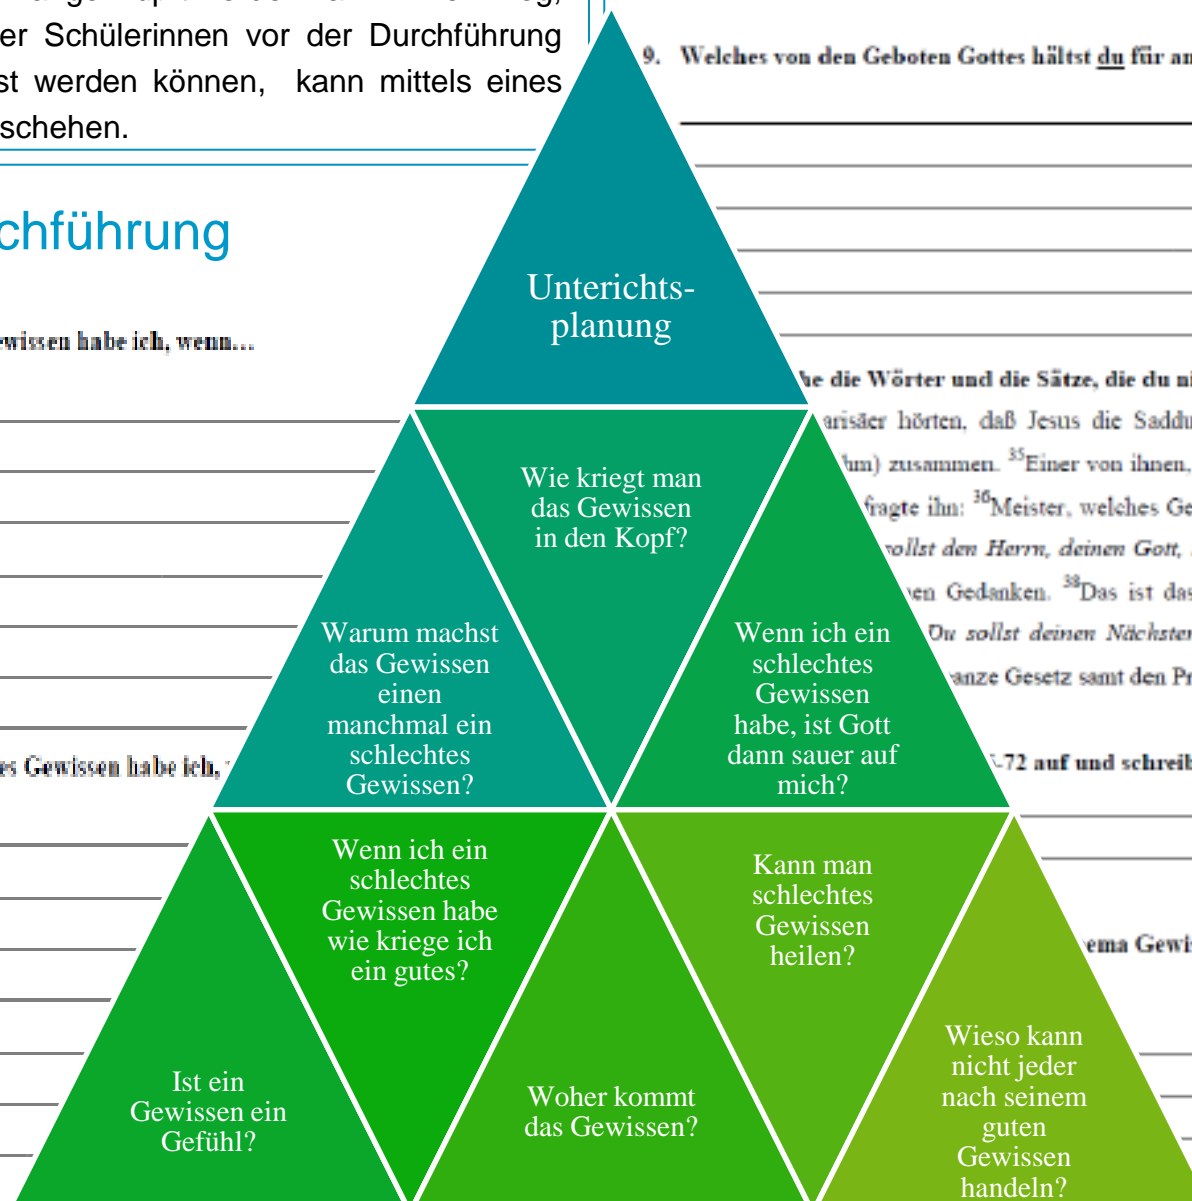 er Schülerinnen vor der Durchführung
st werden können, kann mittels eines
schehen.
chführung
ewissen habe ich, wenn...
es Gewissen habe ich,
9. Welches von den Geboten Gottes hältst du für an
he die Wörter und die Sätze, die du ni
arisäer hörten, daß Jesus die Saddu
hm) zusammen. 35Einer von ihnen,
fragte ihn: 36Meister, welches Ge
sollst den Herrn, deinen Gott,
en Gedanken. 38Das ist das
Du sollst deinen Nächsten
anze Gesetz samt den Pr
-72 auf und schreib
ema Gewi
Unterichts-
planung
Wie kriegt man
das Gewissen
in den Kopf?
Warum machst
das Gewissen
einen
manchmal ein
schlechtes
Gewissen?
Wenn ich ein
schlechtes
Gewissen
habe, ist Gott
dann sauer auf
mich?
Wenn ich ein
schlechtes
Gewissen habe
wie kriege ich
ein gutes?
Kann man
schlechtes
Gewissen
heilen?
Ist ein
Gewissen ein
Gefühl?
Woher kommt
das Gewissen?
Wieso kann
nicht jeder
nach seinem
guten
Gewissen
handeln?